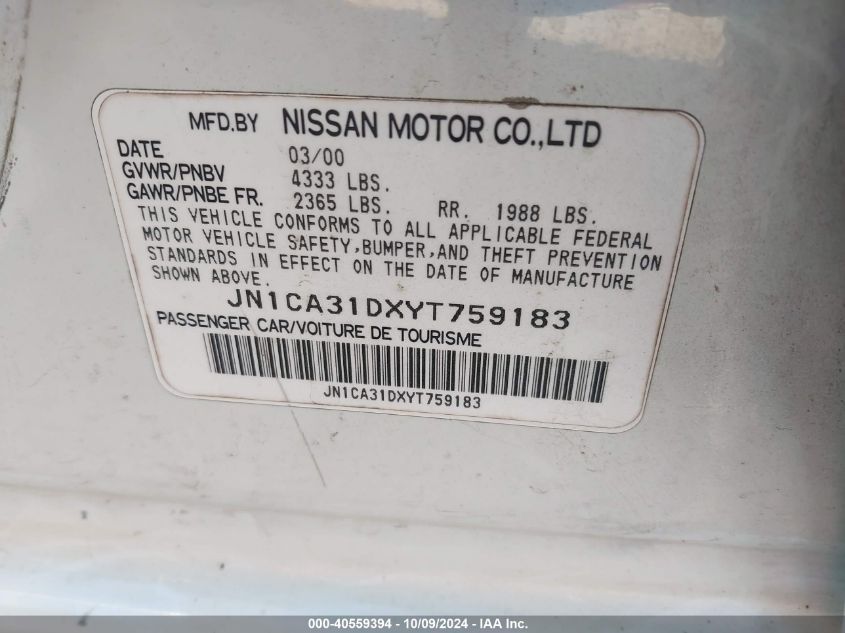 MFD.BY NISSAN MOTOR CO.,LTD
DATE 03/00
GVWR/PNBV 4333 LBS.
GAWR/PNBE FR. 2365 LBS. RR. 1988 LBS.
THIS VEHICLE CONFORMS TO ALL APPLICABLE FEDERAL
MOTOR VEHICLE SAFETY,BUMPER,AND THEFT PREVENTION
STANDARDS IN EFFECT ON THE DATE OF MANUFACTURE
SHOWN ABOVE.
JN1CA31DXYT759183
PASSENGER CAR/VOITURE DE TOURISME
JN1CA31DXYT759183
000-40559394 - 10/09/2024 - IAA Inc.